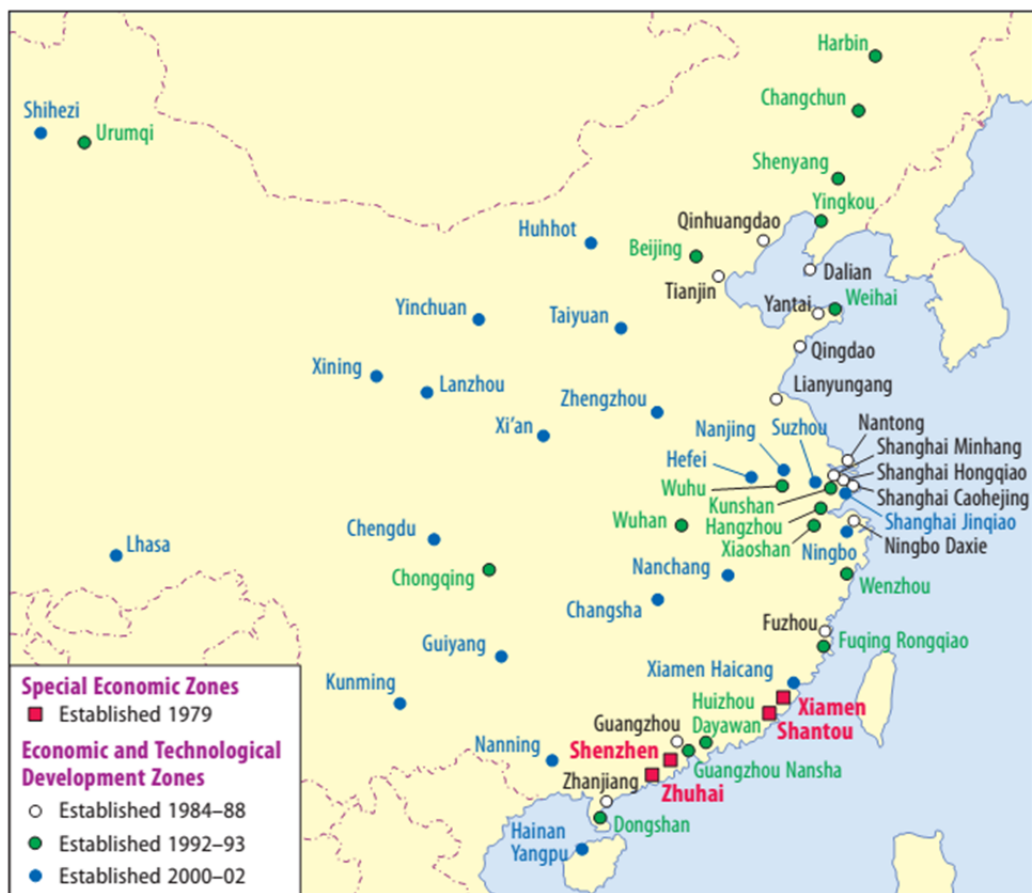 Harbin
Changchun
Shihezi
Urumqi
Shenyang
Yingkou
Qinhuangdao
Huhhot
Beijing
Dalian
Tianjin
Yantai
Weihai
Yinchuan
Taiyuan
Qingdao
Xining
Lanzhou
Lianyungang
Zhengzhou
Xi'an
Nanjing
Suzhou
Nantong
Shanghai Minhang
Hefei
Shanghai Hongqiao
Wuhu
Kunshan
Shanghai Caohejing
Wuhan
Hangzhou
Shanghai Jinqiao
Chengdu
Xiaoshan
Ningbo
Ningbo Daxie
Lhasa
Nanchang
Chongqing
Wenzhou
Changsha
Fuzhou
Fuqing Rongqiao
Guiyang
Xiamen Haicang
Kunming
Huizhou
Dayawan
Xiamen
Shantou
Guangzhou
Nanning
Shenzhen
Guangzhou Nansha
Zhanjiang
Zhuhai
Dongshan
Hainan
Yangpu
Special Economic Zones
Established 1979
Economic and Technological
Development Zones
Established 1984–88
Established 1992–93
Established 2000–02